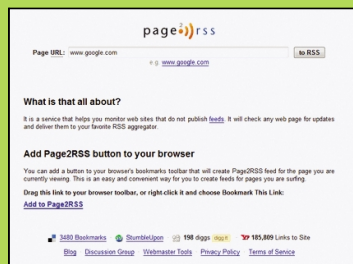 page2rss
Page URL: www.google.com to RSS
e.g. www.google.com
What is that all about?
It is a service that helps you monitor web sites that do not publish feeds. It will check any web page for updates
and deliver them to your favorite RSS aggregator.
Add Page2RSS button to your browser
You can add a button to your browser's bookmarks toolbar that will create Page2RSS feed for the page you are
currently viewing. This is an easy and convenient way for you to create feeds for pages you are surfing.
Drag this link to your browser toolbar, or right-click it and choose Bookmark This Link:
Add to Page2RSS
3480 Bookmarks StumbleUpon 198 diggs digg it 185,889 Links to Site
Blog Discussion Group Webmaster Tools Privacy Policy Terms of Service